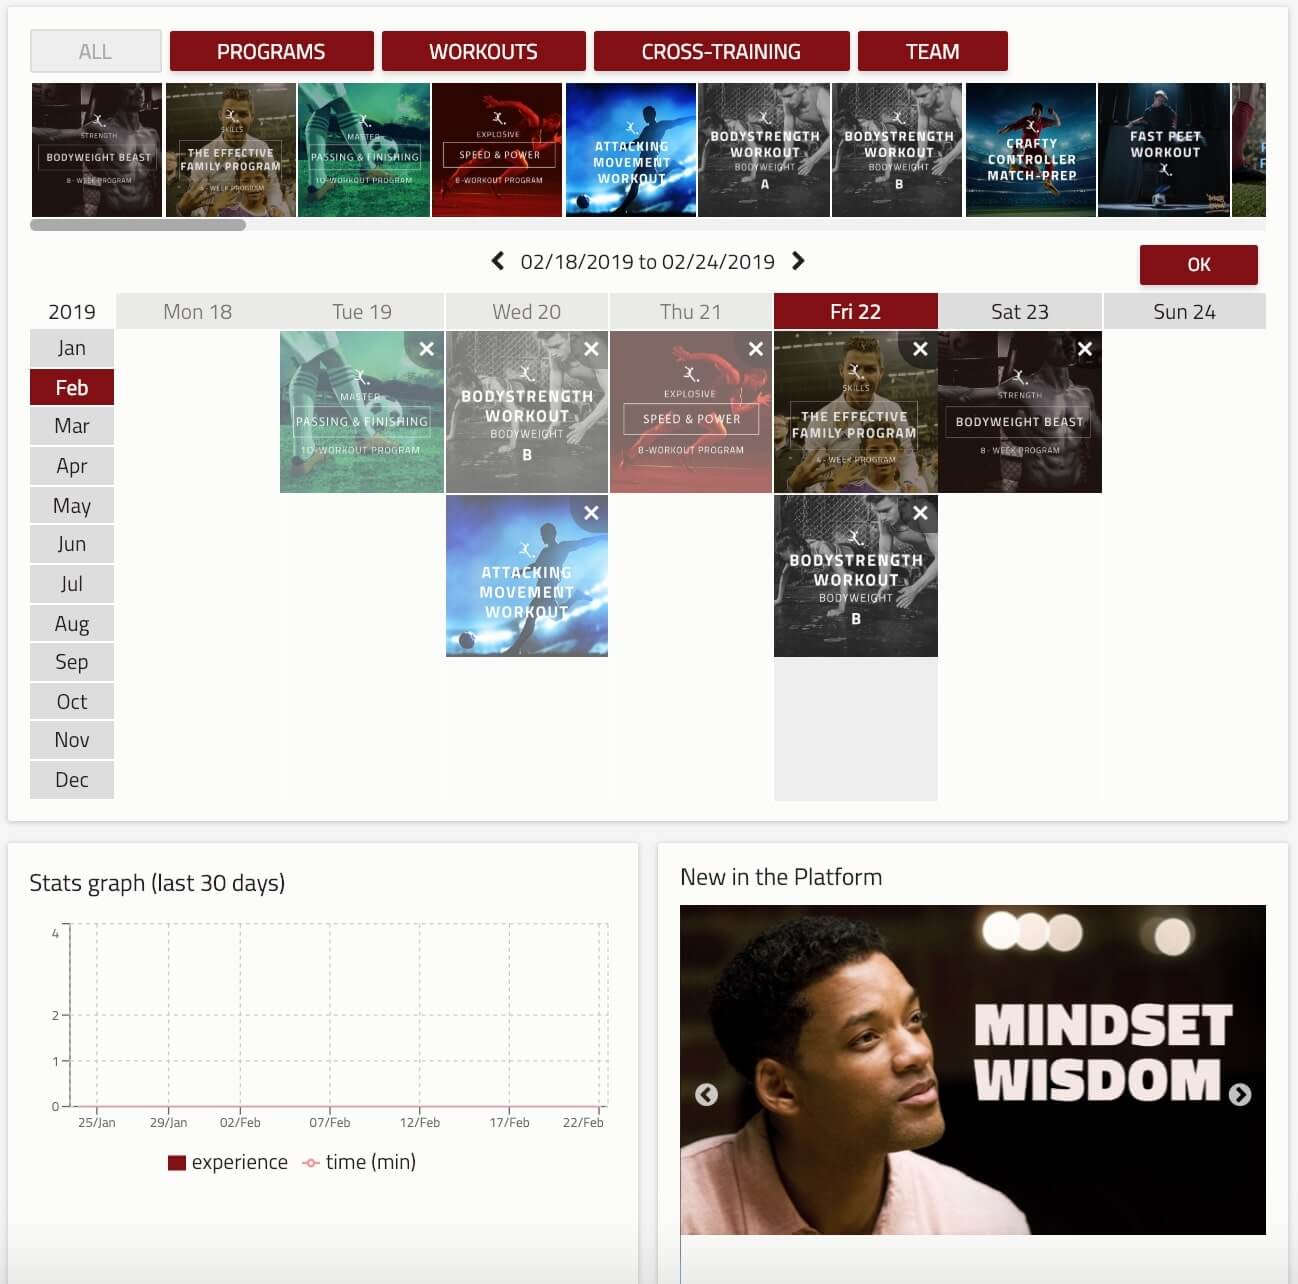 ALL
PROGRAMS
WORKOUTS
CROSS-TRAINING
TEAM
STRENGTH
BODYWEIGHT BEAST
8 - WEEK PROGRAM
SKILLS
THE EFFECTIVE
FAMILY PROGRAM
4 - WEEK PROGRAM
MASTER
PASSING & FINISHING
10-WORKOUT PROGRAM
EXPLOSIVE
SPEED & POWER
8-WORKOUT PROGRAM
ATTACKING
MOVEMENT
WORKOUT
BODYSTRENGTH
WORKOUT
BODYWEIGHT
A
BODYSTRENGTH
WORKOUT
BODYWEIGHT
B
CRAFTY
CONTROLLER
MATCH-PREP
FAST FEET
WORKOUT
02/18/2019 to 02/24/2019
OK
2019
Mon 18
Tue 19
Wed 20
Thu 21
Fri 22
Sat 23
Sun 24
Jan
Feb
Mar
Apr
May
Jun
Jul
Aug
Sep
Oct
Nov
Dec
MASTER
PASSING & FINISHING
10-WORKOUT PROGRAM
BODYSTRENGTH
WORKOUT
BODYWEIGHT
B
EXPLOSIVE
SPEED & POWER
8-WORKOUT PROGRAM
SKILLS
THE EFFECTIVE
FAMILY PROGRAM
4 - WEEK PROGRAM
STRENGTH
BODYWEIGHT BEAST
8 - WEEK PROGRAM
ATTACKING
MOVEMENT
WORKOUT
BODYSTRENGTH
WORKOUT
BODYWEIGHT
B
Stats graph (last 30 days)
4
2
1
0
25/Jan
29/Jan
02/Feb
07/Feb
12/Feb
17/Feb
22/Feb
experience
time (min)
New in the Platform
MINDSET
WISDOM